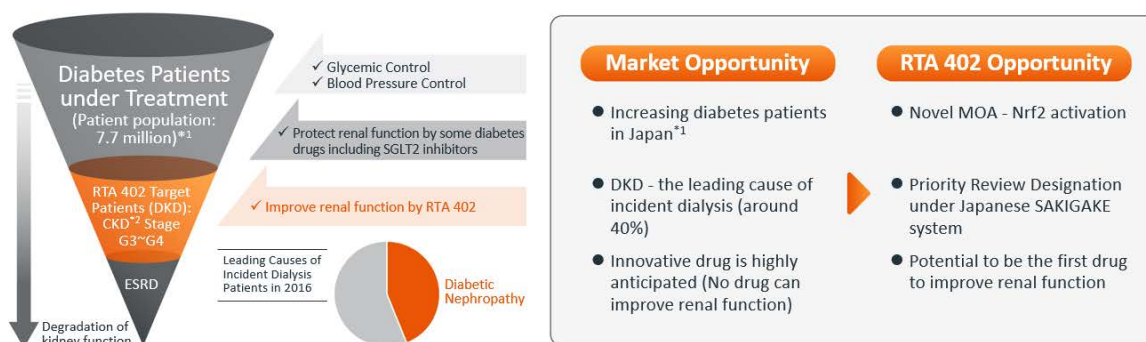 Diabetes Patients
under Treatment
(Patient population:
7.7 million)*1
RTA 402 Target
Patients (DKD):
CKD*2 Stage
G3~G4
ESRD
Degradation of
kidney function
✓ Glycemic Control
✓ Blood Pressure Control
✓ Protect renal function by some diabetes
drugs including SGLT2 inhibitors
✓ Improve renal function by RTA 402
Leading Causes of
Incident Dialysis
Patients in 2016
Diabetic
Nephropathy
Market Opportunity
● Increasing diabetes patients
in Japan*1
● DKD - the leading cause of
incident dialysis (around
40%)
● Innovative drug is highly
anticipated (No drug can
improve renal function)
RTA 402 Opportunity
● Novel MOA - Nrf2 activation
● Priority Review Designation
under Japanese SAKIGAKE
system
● Potential to be the first drug
to improve renal function